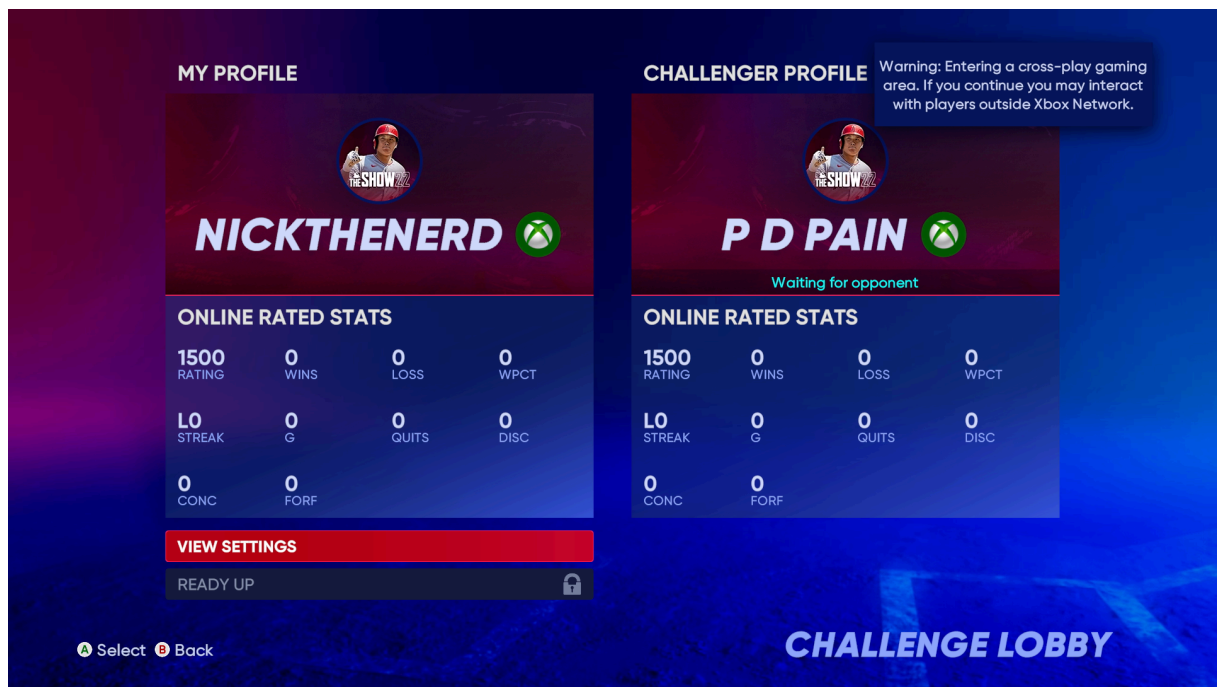 MY PROFILE
THE SHOW 22
NICKTHENERD
ONLINE RATED STATS
1500 0 0 0
RATING WINS LOSS WPCT
L0 0 0 0
STREAK G QUITS DISC
0 0
CONC FORF
VIEW SETTINGS
READY UP
CHALLENGER PROFILE
Warning: Entering a cross-play gaming
area. If you continue you may interact
with players outside Xbox Network.
THE SHOW 22
P D PAIN
Waiting for opponent
ONLINE RATED STATS
1500 0 0 0
RATING WINS LOSS WPCT
L0 0 0 0
STREAK G QUITS DISC
0 0
CONC FORF
A Select B Back
CHALLENGE LOBBY